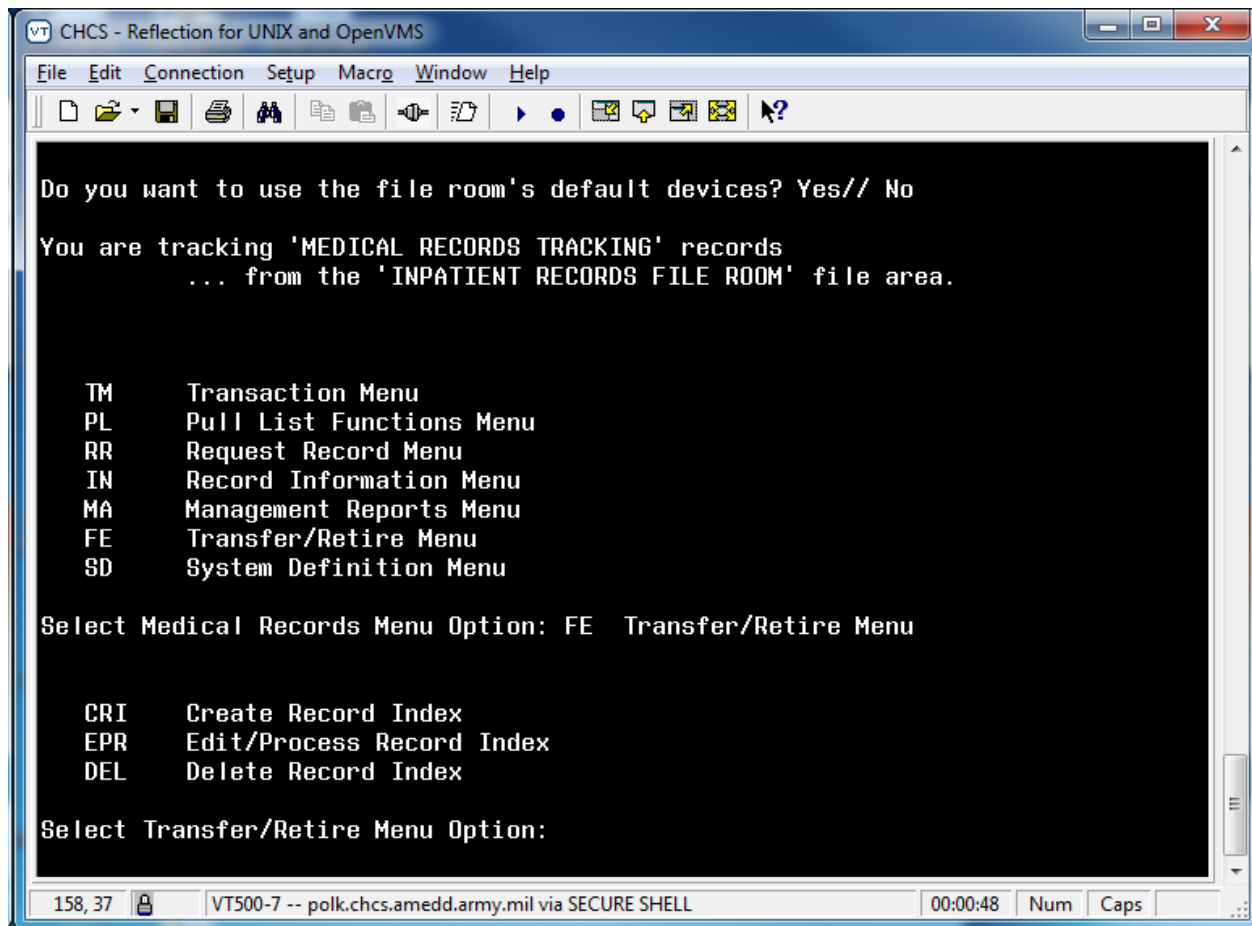 VT CHCS - Reflection for UNIX and OpenVMS
File Edit Connection Setup Macro Window Help
Do you want to use the file room's default devices? Yes// No
You are tracking 'MEDICAL RECORDS TRACKING' records
... from the 'INPATIENT RECORDS FILE ROOM' file area.
TM Transaction Menu
PL Pull List Functions Menu
RR Request Record Menu
IN Record Information Menu
MA Management Reports Menu
FE Transfer/Retire Menu
SD System Definition Menu
Select Medical Records Menu Option: FE Transfer/Retire Menu
CRI Create Record Index
EPR Edit/Process Record Index
DEL Delete Record Index
Select Transfer/Retire Menu Option:
158, 37 VT500-7 -- polk.chcs.amedd.army.mil via SECURE SHELL 00:00:48 Num Caps